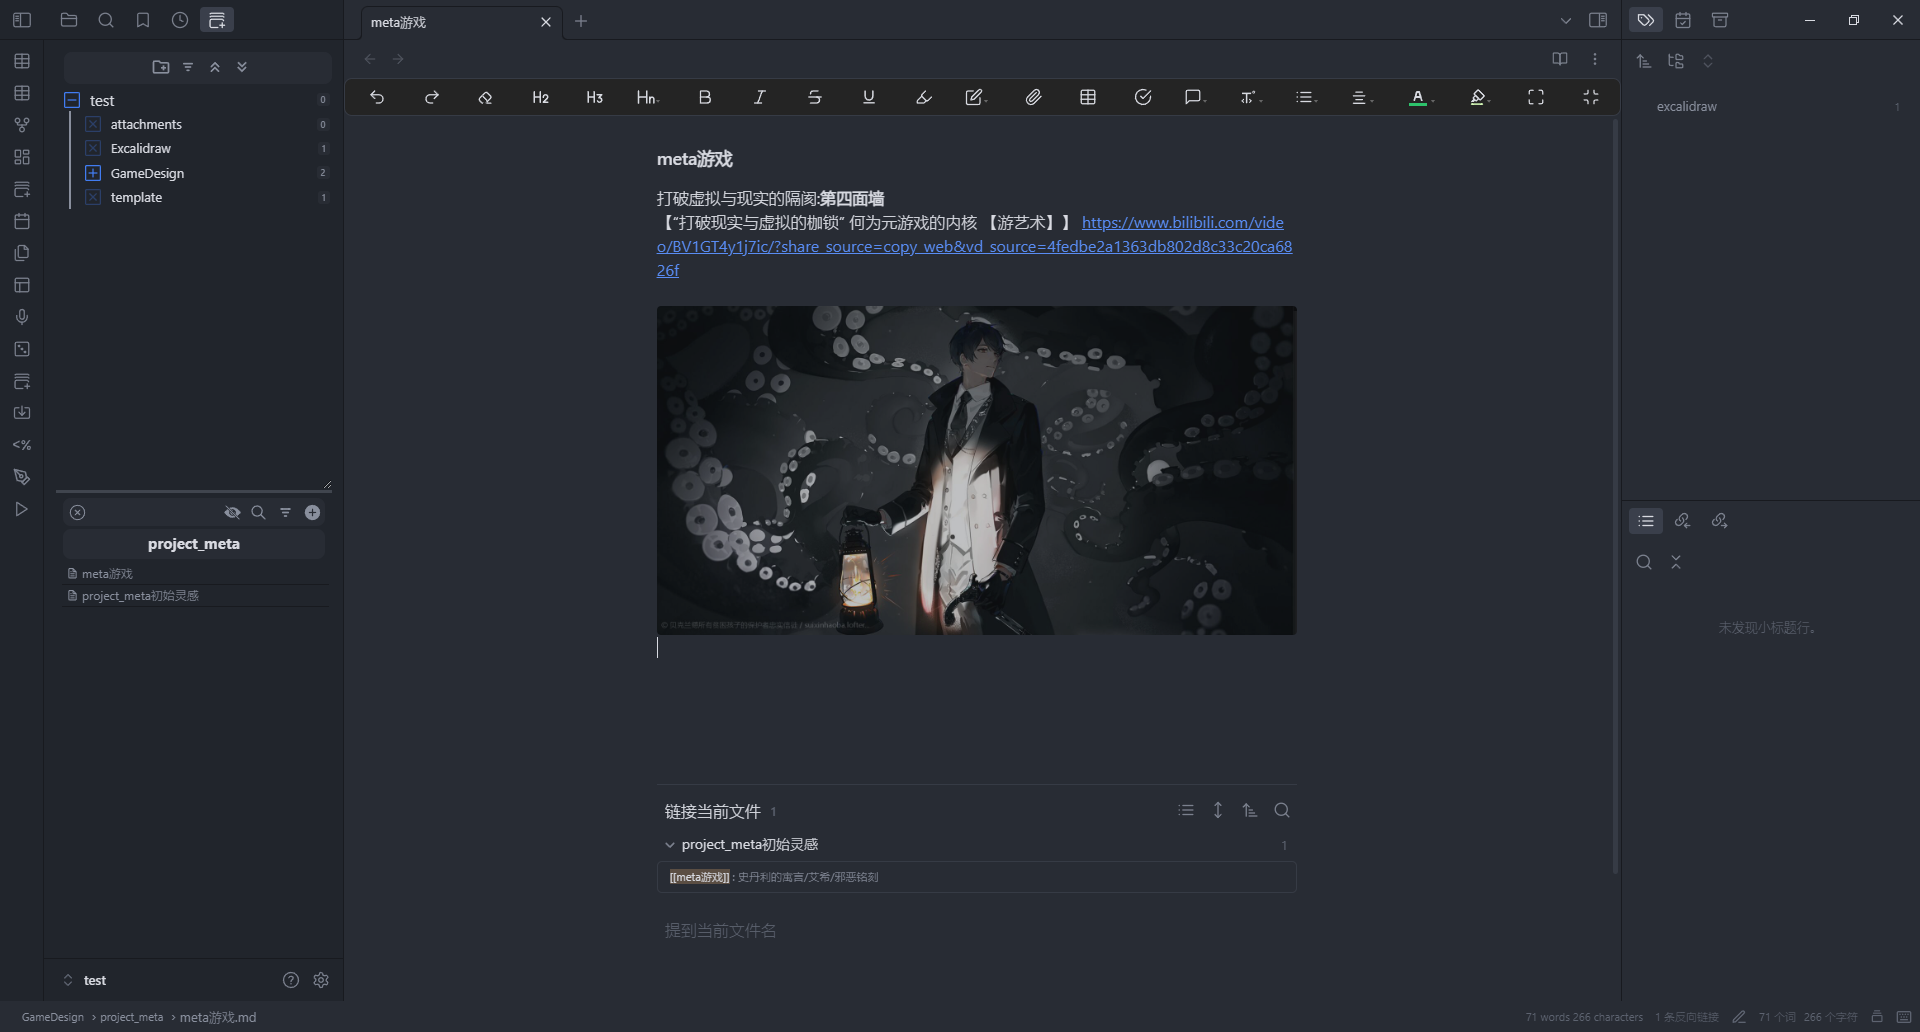 meta游戏
H2
H3
Hn
B
I
S
U
A
test 0
attachments 0
Excalidraw 1
GameDesign 2
template 1
excalidraw 1
meta游戏
打破虚拟与现实的隔阂:第四面墙
【“打破现实与虚拟的枷锁” 何为元游戏的内核 【游艺术】】 https://www.bilibili.com/vide
o/BV1GT4y1j7ic/?share_source=copy_web&vd_source=4fedbe2a1363db802d8c33c20ca68
26f
<%
project_meta
meta游戏
project_meta初始灵感
未发现小标题行。
链接当前文件 1
project_meta初始灵感 1
[[meta游戏]] : 史丹利的寓言/艾希/邪恶铭刻
提到当前文件名
test
GameDesign › project_meta › meta游戏.md
71 words 266 characters 1 条反向链接 71 个词 266 个字符